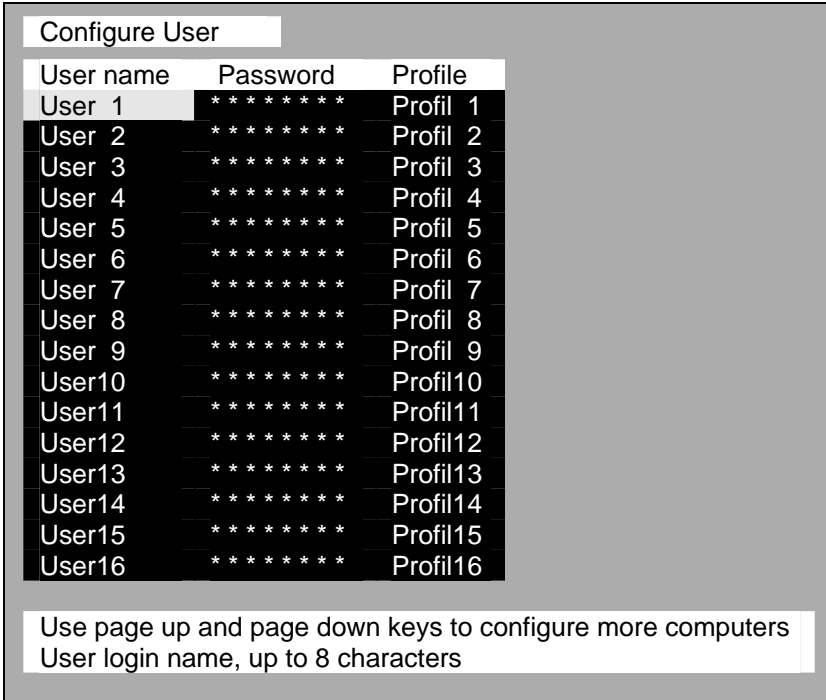 Configure User
User name Password Profile
User 1 * * * * * * * * Profil 1
User 2 * * * * * * * * Profil 2
User 3 * * * * * * * * Profil 3
User 4 * * * * * * * * Profil 4
User 5 * * * * * * * * Profil 5
User 6 * * * * * * * * Profil 6
User 7 * * * * * * * * Profil 7
User 8 * * * * * * * * Profil 8
User 9 * * * * * * * * Profil 9
User10 * * * * * * * * Profil10
User11 * * * * * * * * Profil11
User12 * * * * * * * * Profil12
User13 * * * * * * * * Profil13
User14 * * * * * * * * Profil14
User15 * * * * * * * * Profil15
User16 * * * * * * * * Profil16
Use page up and page down keys to configure more computers
User login name, up to 8 characters